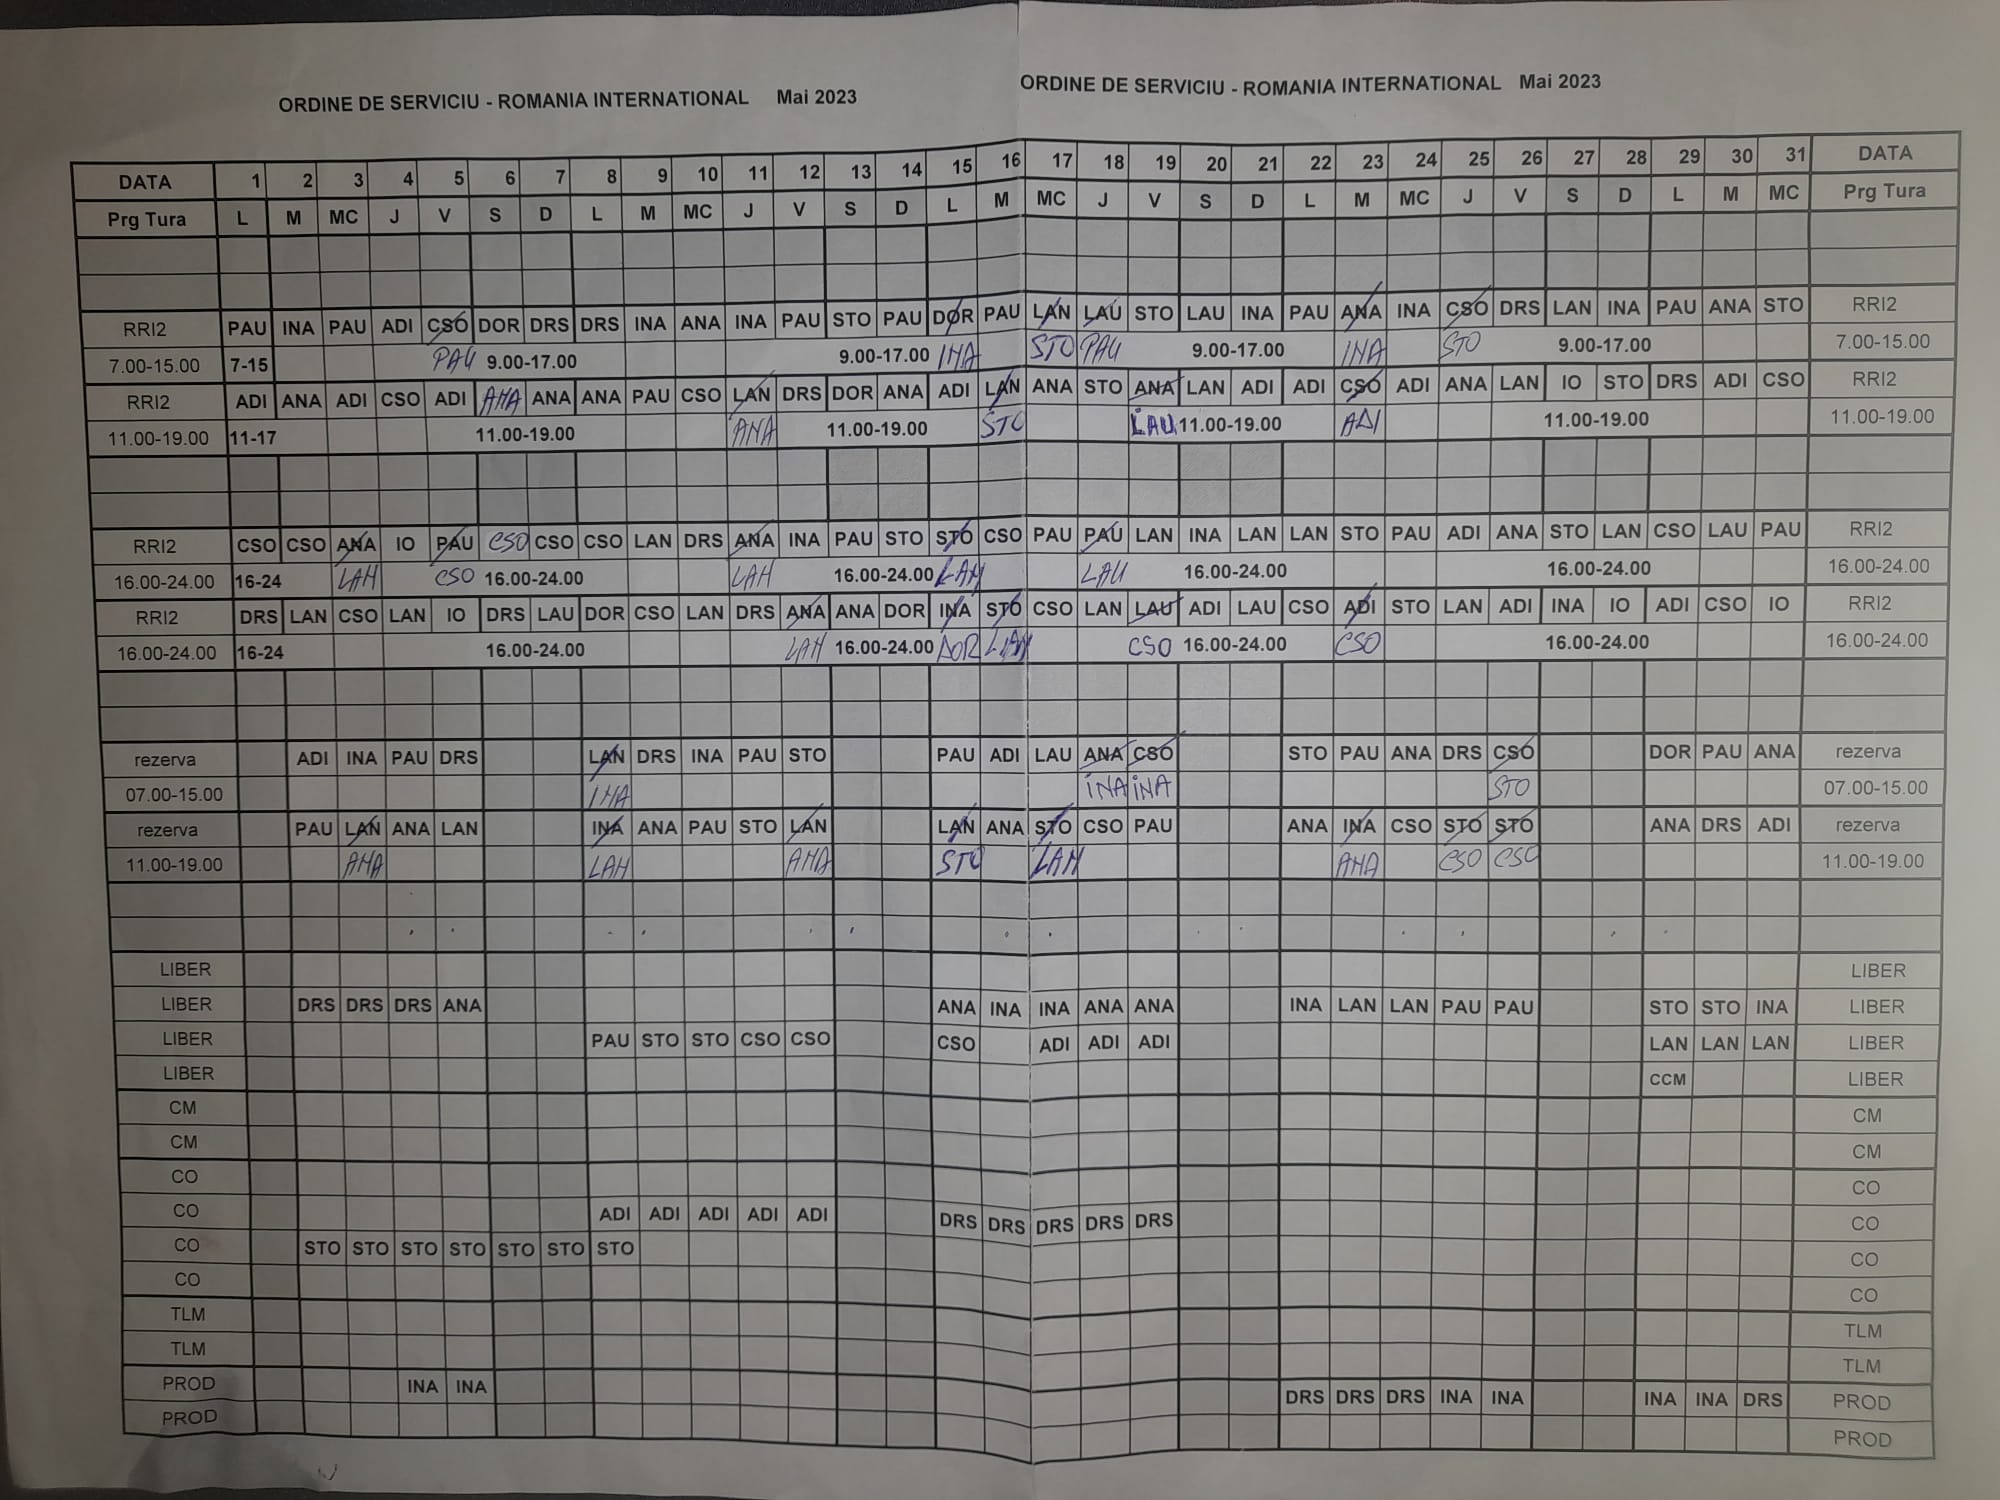 ORDINE DE SERVICIU - ROMANIA INTERNATIONAL Mai 2023 ORDINE DE SERVICIU - ROMANIA INTERNATIONAL Mai 2023
DATA 1 2 3 4 5 6 7 8 9 10 11 12 13 14 15 16 17 18 19 20 21 22 23 24 25 26 27 28 29 30 31 DATA
Prg Tura L M MC J V S D L M MC J V S D L M MC J V S D L M MC J V S D L M MC Prg Tura
RRI2 PAU INA PAU ADI CSO DOR DRS DRS INA ANA INA PAU STO PAU DOR PAU LAN LAU STO LAU INA PAU ANA INA CSO DRS LAN INA PAU ANA STO RRI2
7.00-15.00 7-15 PAU 9.00-17.00 9.00-17.00 INA STO PAU 9.00-17.00 INA STO 9.00-17.00 7.00-15.00
RRI2 ADI ANA ADI CSO ADI ANA ANA ANA PAU CSO LAN DRS DOR ANA ADI LAN ANA STO ANA LAN ADI ADI CSO ADI ANA LAN IO STO DRS ADI CSO RRI2
11.00-19.00 11-17 11.00-19.00 ANA 11.00-19.00 STO LAU 11.00-19.00 ADI 11.00-19.00 11.00-19.00
RRI2 CSO CSO ANA IO PAU CSO CSO CSO LAN DRS ANA INA PAU STO STO CSO PAU PAU LAN INA LAN LAN STO PAU ADI ANA STO LAN CSO LAU PAU RRI2
16.00-24.00 16-24 LAN CSO 16.00-24.00 LAN 16.00-24.00 LAN LAU 16.00-24.00 16.00-24.00 16.00-24.00
RRI2 DRS LAN CSO LAN IO DRS LAU DOR CSO LAN DRS ANA ANA DOR INA STO CSO LAN LAU ADI LAU CSO ADI STO LAN ADI INA IO ADI CSO IO RRI2
16.00-24.00 16-24 16.00-24.00 LAN 16.00-24.00 DOR LAN CSO 16.00-24.00 CSO 16.00-24.00 16.00-24.00
rezerva ADI INA PAU DRS LAN DRS INA PAU STO PAU ADI LAU ANA CSO STO PAU ANA DRS CSO DOR PAU ANA rezerva
07.00-15.00 INA INA INA STO 07.00-15.00
rezerva PAU LAN ANA LAN INA ANA PAU STO LAN LAN ANA STO CSO PAU ANA INA CSO STO STO ANA DRS ADI rezerva
11.00-19.00 ANA LAN ANA STO LAN ANA CSO CSO 11.00-19.00
LIBER LIBER
LIBER DRS DRS DRS ANA ANA INA INA ANA ANA INA LAN LAN PAU PAU STO STO INA LIBER
LIBER PAU STO STO CSO CSO CSO ADI ADI ADI LAN LAN LAN LIBER
LIBER CCM LIBER
CM CM
CM CM
CO CO
CO ADI ADI ADI ADI ADI DRS DRS DRS DRS DRS CO
CO STO STO STO STO STO STO STO CO
CO CO
TLM TLM
TLM TLM
PROD INA INA DRS DRS DRS INA INA INA INA DRS PROD
PROD PROD